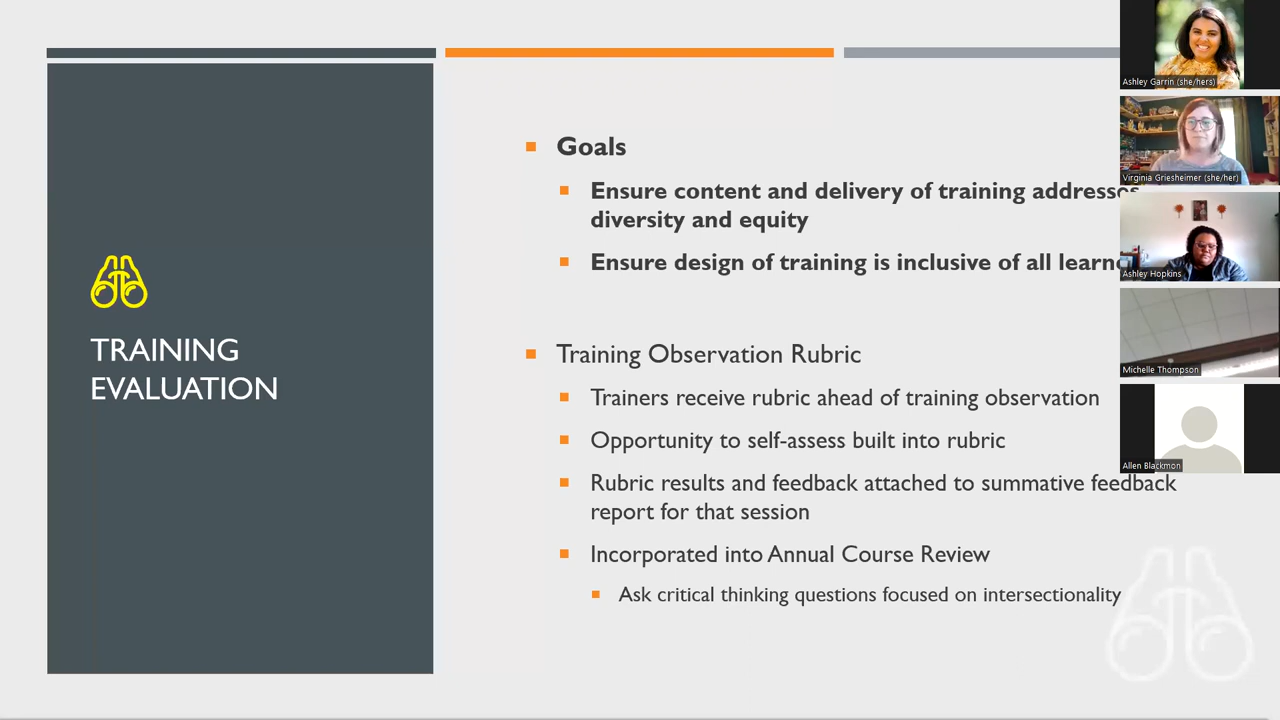 TRAINING
EVALUATION
Goals
Ensure content and delivery of training addresses
diversity and equity
Ensure design of training is inclusive of all
Training Observation Rubric
Trainers receive rubric ahead of training observation
Opportunity to self-assess built into rubric
Rubric results and feedback attached to summative feedback
report for that session
Incorporated into Annual Course Review
Ask critical thinking questions focused on intersectionality
Ashley Garrin (she/hers)
Virginia Griesheimer (she/her)
Ashley Hopkins
Michelle Thompson
Allen Blackmon